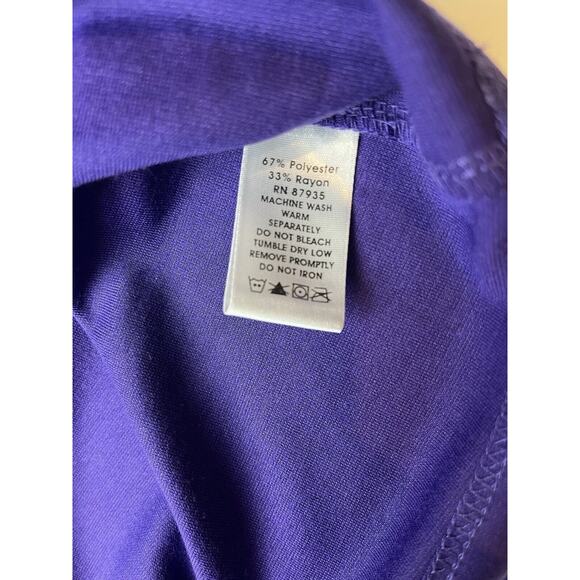 67% Polyester
33% Rayon
RN 87935
MACHINE WASH
WARM
SEPARATELY
DO NOT BLEACH
TUMBLE DRY LOW
REMOVE PROMPTLY
DO NOT IRON